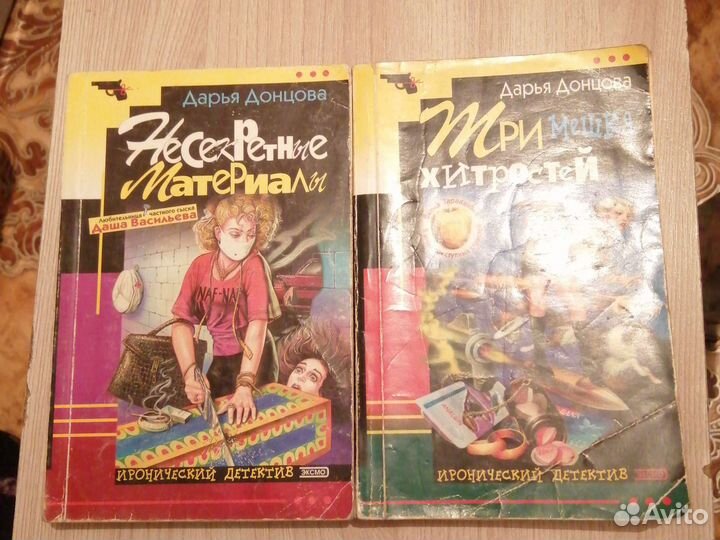 Дарья Донцова
Несекретные
Материалы
Любительница частного сыска
Даша Васильева
NAF-NAF
ИРОНИЧЕСКИЙ ДЕТЕКТИВ
ЭКСМО
Дарья Донцова
Три мешка
хитростей
ИРОНИЧЕСКИЙ ДЕТЕКТИВ
ЭКСМО
Avito